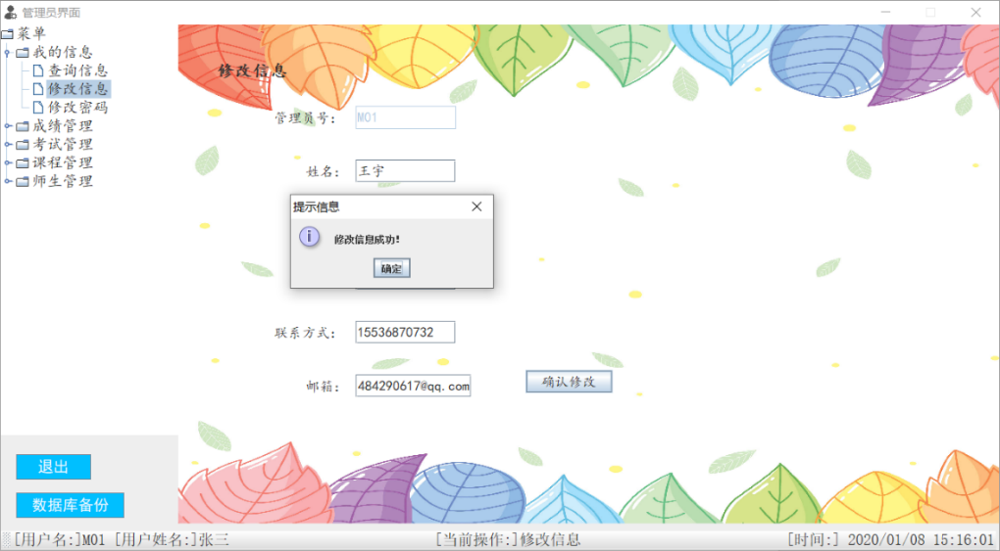 管理员界面
菜单
我的信息
查询信息
修改信息
修改密码
成绩管理
考试管理
课程管理
师生管理
修改信息
管理员号：
M01
姓名：
王宇
提示信息
修改信息成功！
确定
联系方式：
15536870732
邮箱：
484290617@qq.com
确认修改
退出
数据库备份
[用户名:]M01 [用户姓名:]张三
[当前操作:]修改信息
[时间:] 2020/01/08 15:16:01